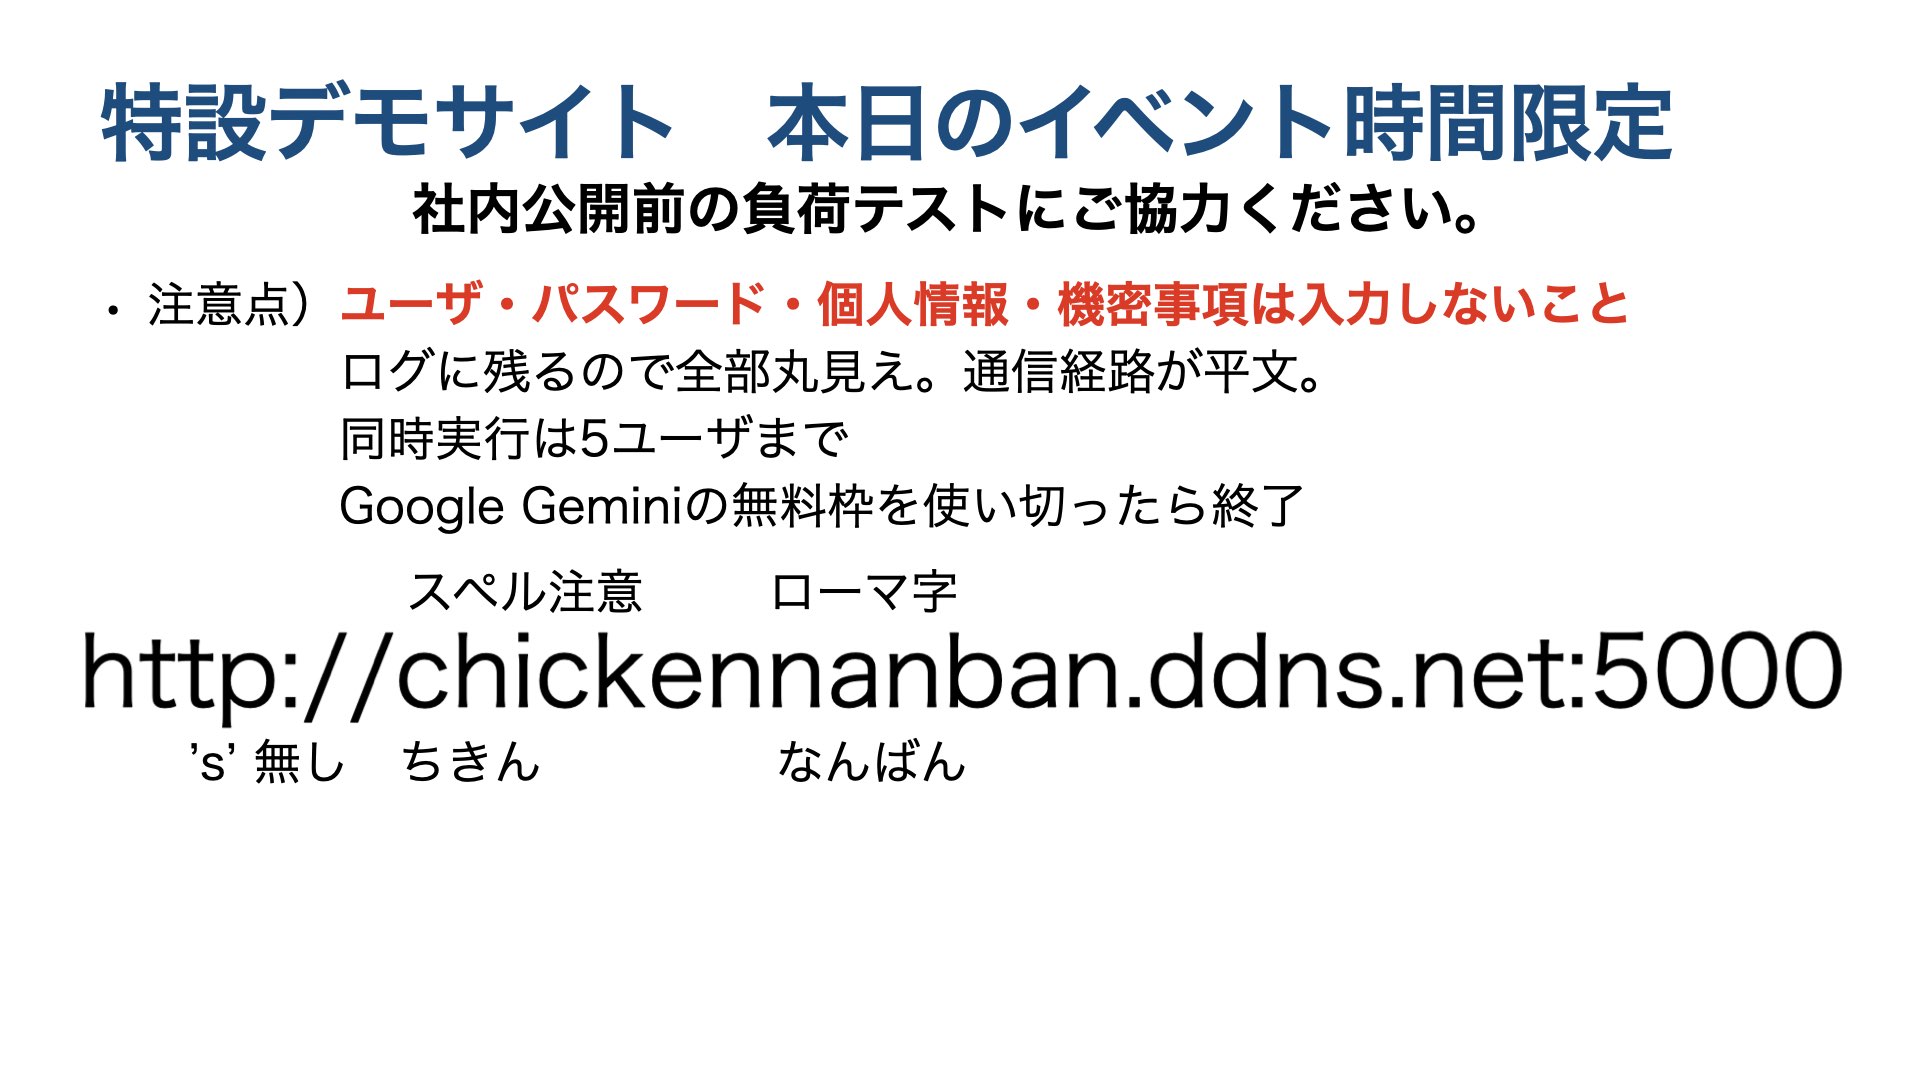 特設デモサイト　本日のイベント時間限定
社内公開前の負荷テストにご協力ください。
• 注意点）ユーザ・パスワード・個人情報・機密事項は入力しないこと
ログに残るので全部丸見え。通信経路が平文。
同時実行は5ユーザまで
Google Geminiの無料枠を使い切ったら終了
スペル注意　ローマ字
http://chickennanban.ddns.net:5000
’s’ 無し　ちきん　なんばん